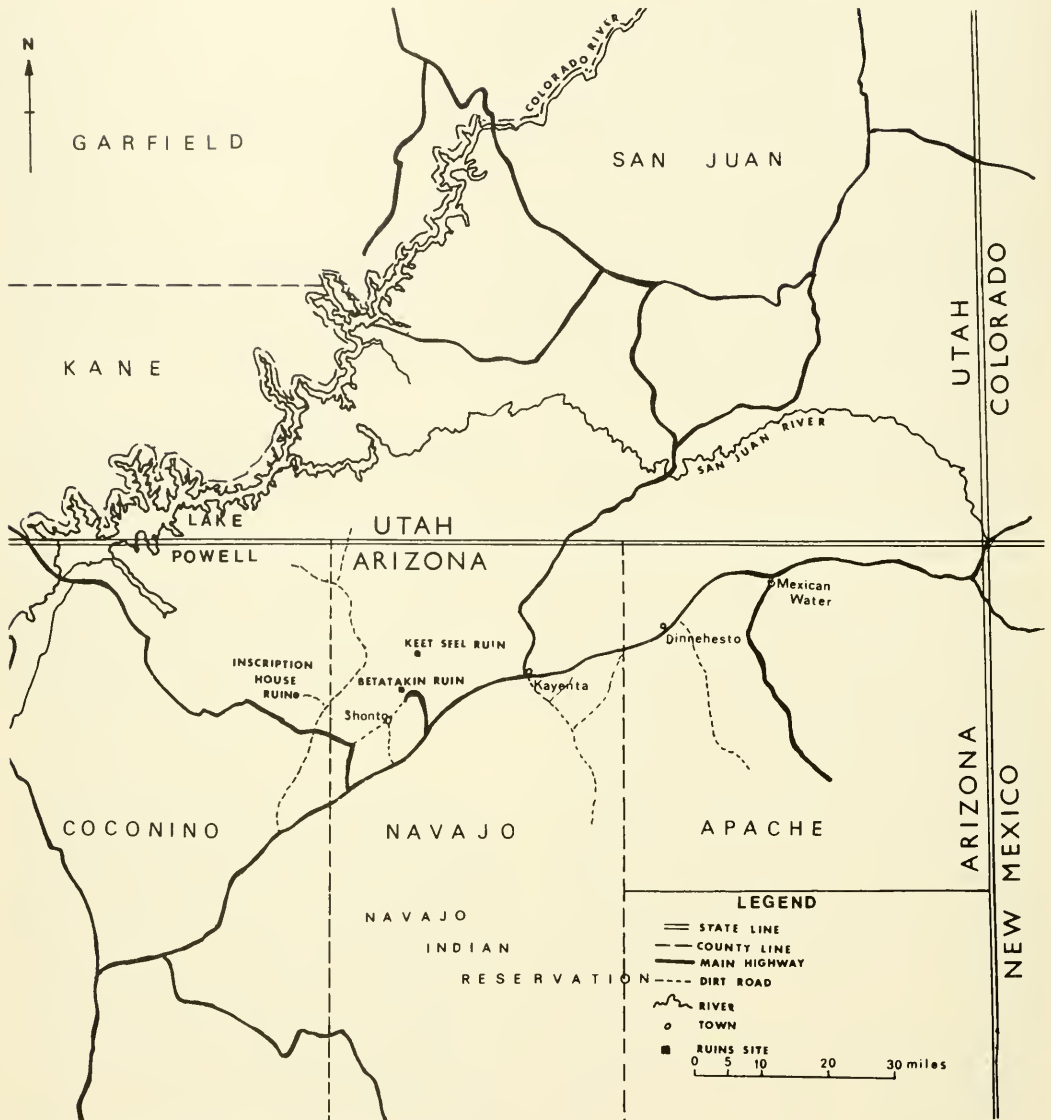 N
COLORADO RIVER
GARFIELD
SAN JUAN
UTAH
COLORADO
KANE
SAN JUAN RIVER
LAKE
POWELL
UTAH
ARIZONA
Mexican
Water
Dinnehesto
KEET SEEL RUIN
INSCRIPTION
HOUSE
RUIN
BETATAKIN RUIN
Kayenta
Shonto
COCONINO
NAVAJO
APACHE
ARIZONA
NEW MEXICO
NAVAJO
INDIAN
RESERVATION
LEGEND
STATE LINE
COUNTY LINE
MAIN HIGHWAY
DIRT ROAD
RIVER
TOWN
RUINS SITE
0 5 10 20 30 miles